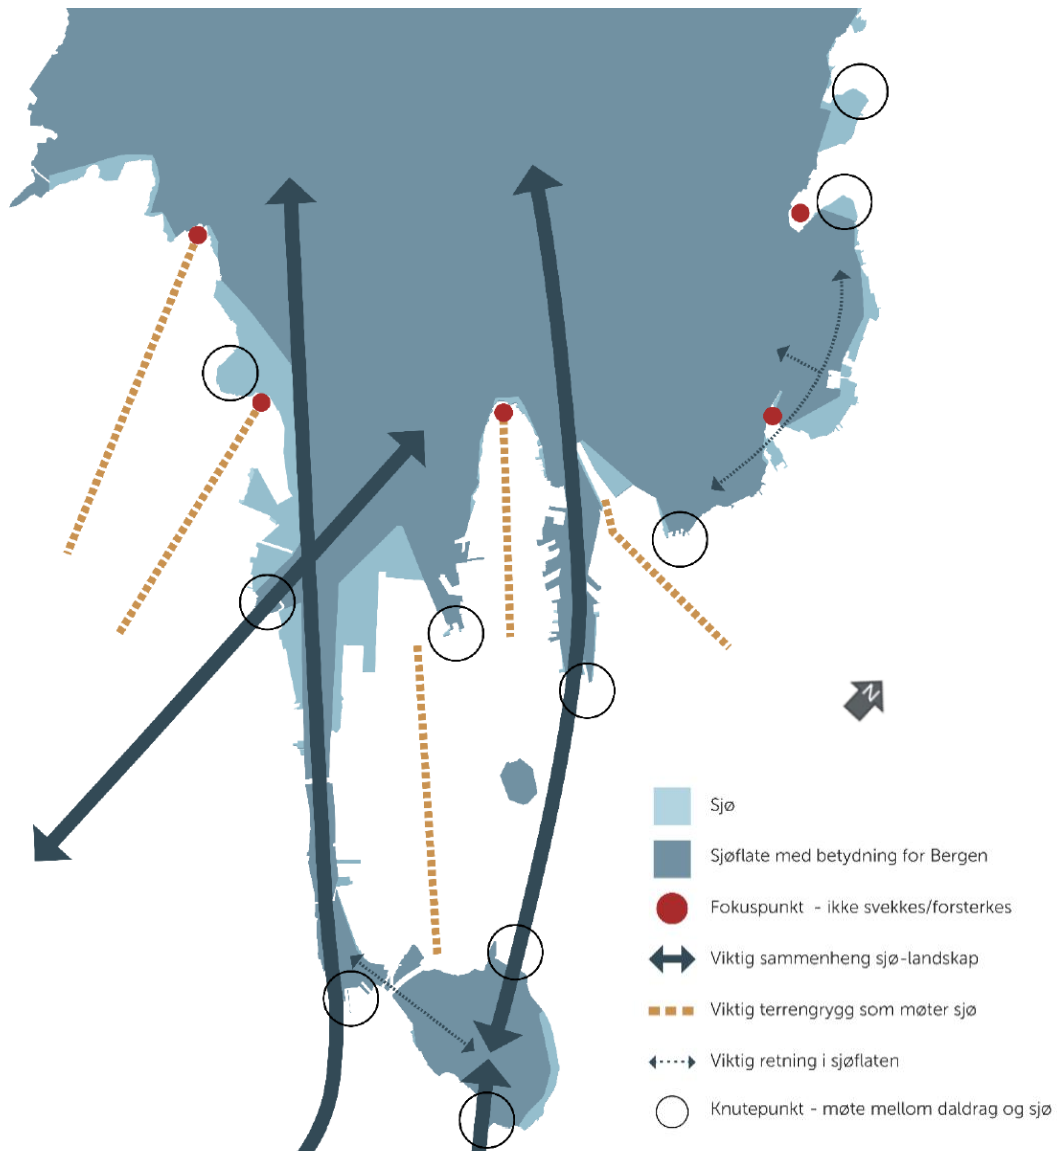 N
Sjø
Sjøflate med betydning for Bergen
Fokuspunkt - ikke svekkes/forsterkes
Viktig sammenheng sjø-landskap
Viktig terrengrygg som møter sjø
Viktig retning i sjøflaten
Knutepunkt - møte mellom daldrag og sjø